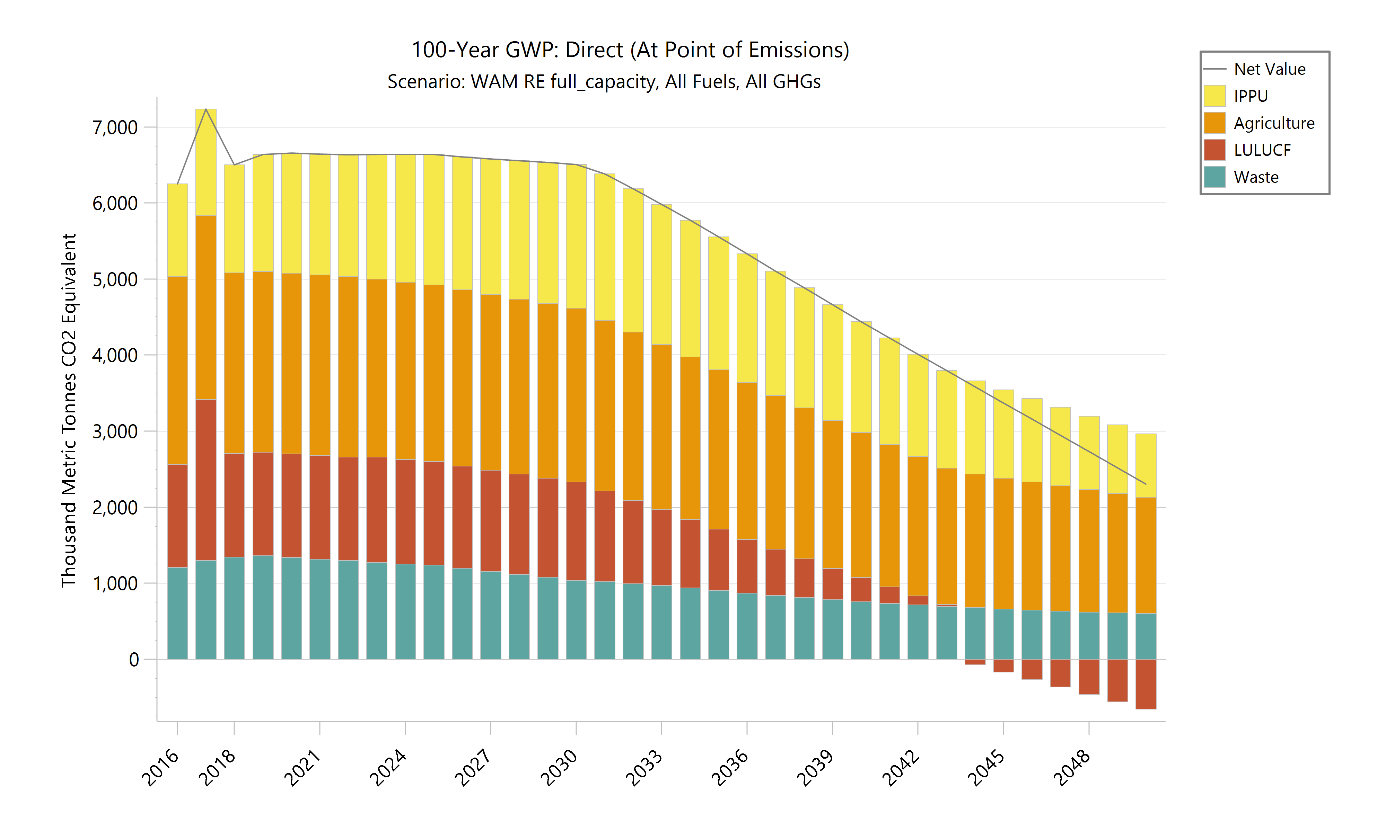 100-Year GWP: Direct (At Point of Emissions)
Scenario: WAM RE full_capacity, All Fuels, All GHGs
Net Value
IPPU
Agriculture
LULUCF
Waste
Thousand Metric Tonnes CO2 Equivalent
7,000
6,000
5,000
4,000
3,000
2,000
1,000
0
2016
2018
2021
2024
2027
2030
2033
2036
2039
2042
2045
2048